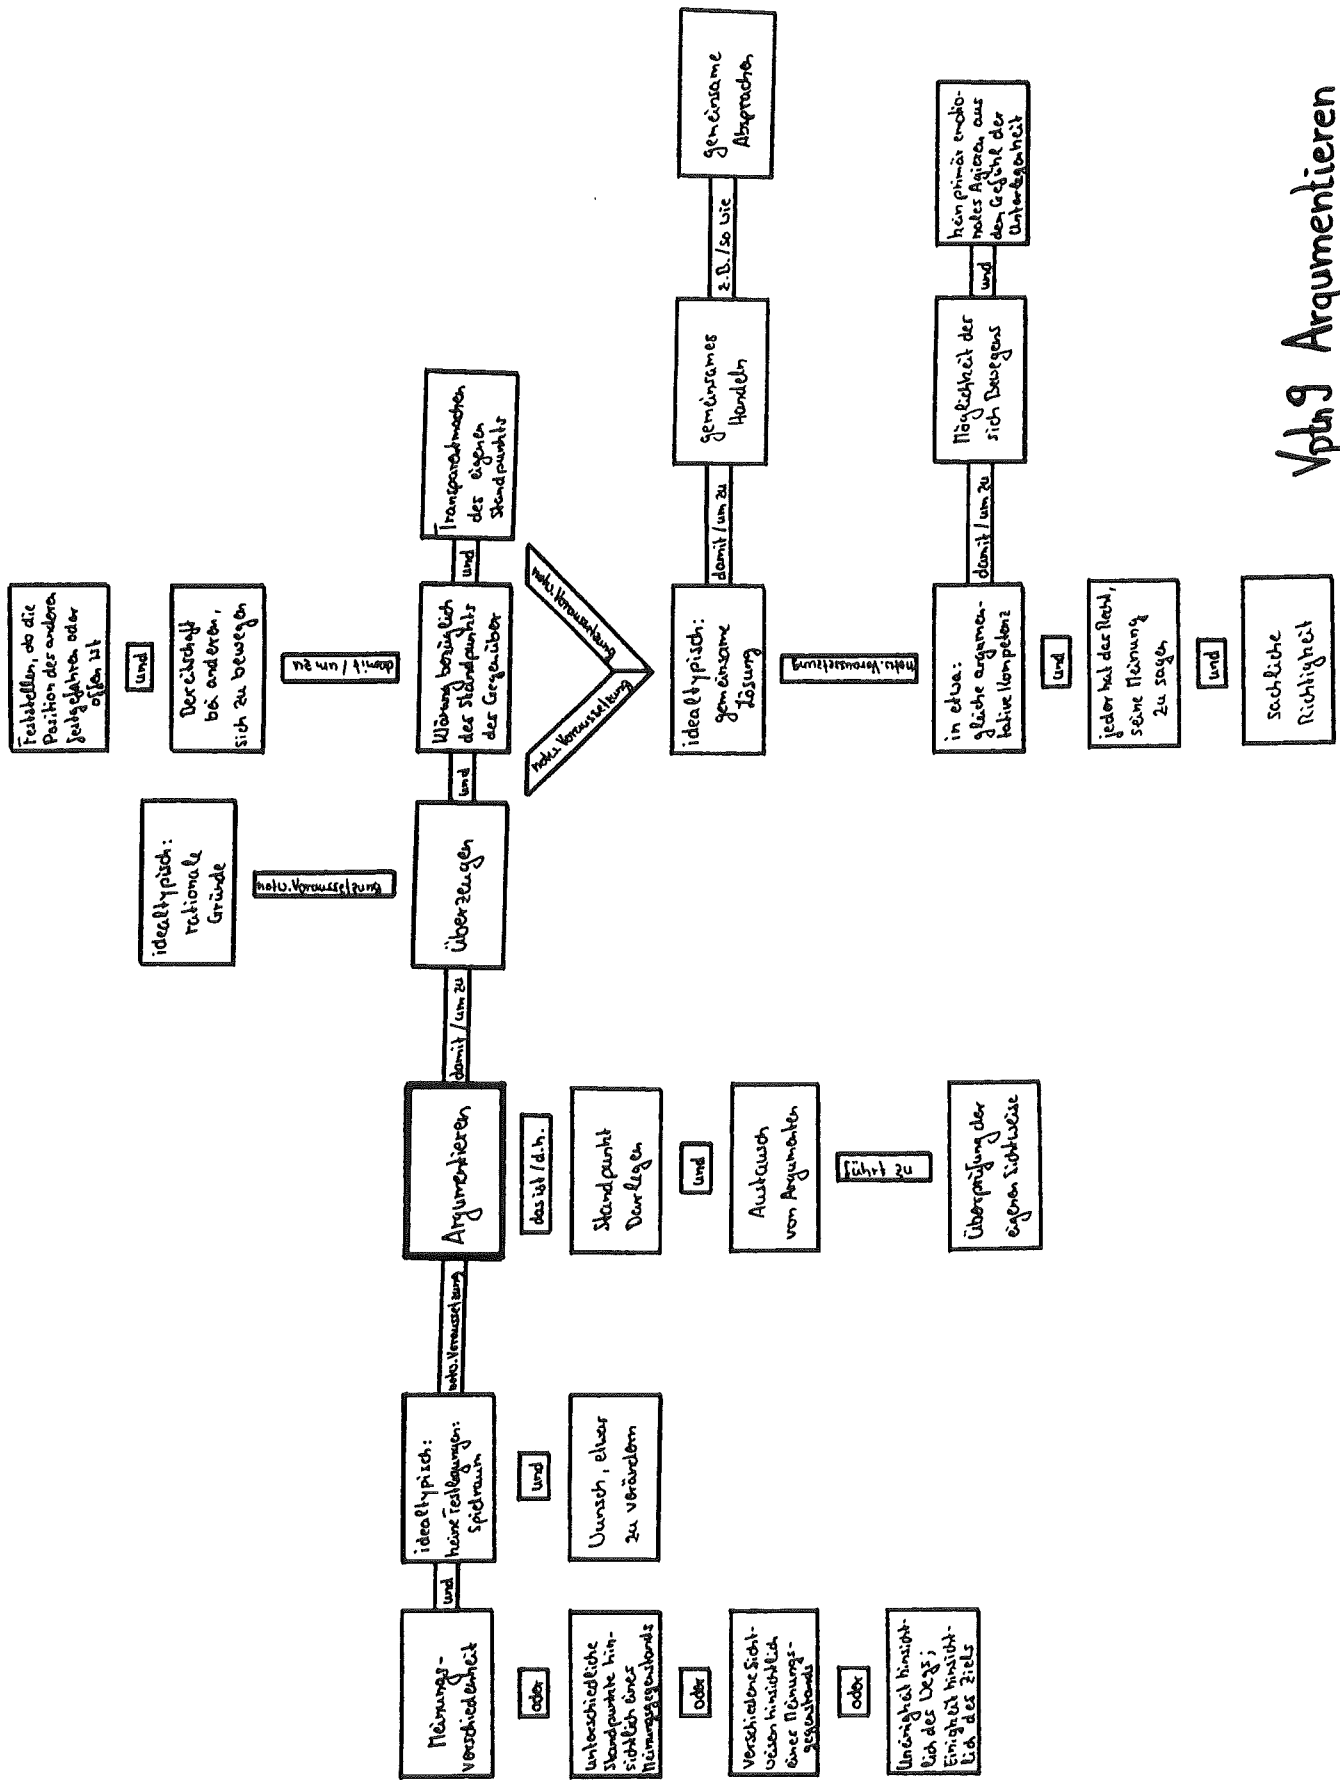 Meinungs-
verschiedenheit
oder
unterschiedliche
Standpunkte hin-
sichtlich eines
Meinungsgegenstands
oder
verschiedene Sicht-
weisen hinsichtlich
eines Meinungs-
gegenstands
oder
Uneinigkeit hinsicht-
lich des Wegs;
Einigkeit hinsicht-
lich des Ziels
und
idealtypisch:
keine Festlegungen:
Spielraum
und
Wunsch, etwas
zu verändern
notw. Voraussetzung
Argumentieren
das ist / d.h.
Standpunkt
Darlegen
und
Austausch
von Argumenten
führt zu
Überprüfung der
eigenen Sichtweise
damit / um zu
überzeugen
notw. Voraussetzung
idealtypisch:
rationale
Gründe
und
Klärung bezüglich
des Standpunkts
des Gegenüber
damit / um zu
Bereitschaft
bei anderen,
sich zu bewegen
und
Feststellen, ob die
Position des anderen
festgefahren oder
offen ist
und
Transparentmachen
des eigenen
Standpunkts
notw. Voraussetzung
notw. Voraussetzung
idealtypisch:
gemeinsame
Lösung
damit / um zu
gemeinsames
Handeln
z.B. / so wie
gemeinsame
Absprachen
notw. Voraussetzung
in etwa:
gleiche argumen-
tative Kompetenz
und
jeder hat das Recht,
seine Meinung
zu sagen
und
sachliche
Richtigkeit
damit / um zu
Möglichkeit der
sich Bewegens
und
kein primär emotio-
nales Agieren aus
dem Gefühl der
Unterlegenheit
Vptn 9 Argumentieren